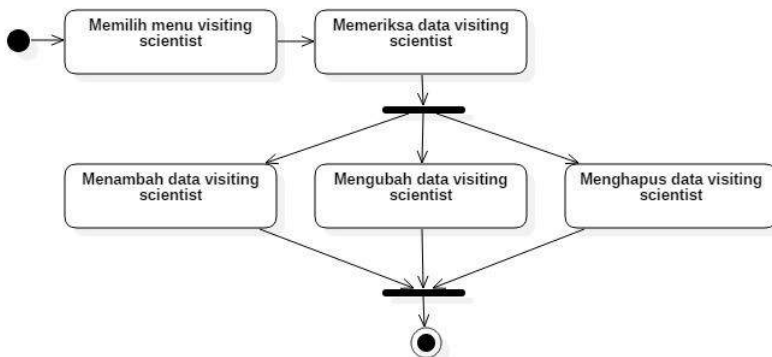 Memilih menu visiting
scientist
Memeriksa data visiting
scientist
Menambah data visiting
scientist
Mengubah data visiting
scientist
Menghapus data visiting
scientist